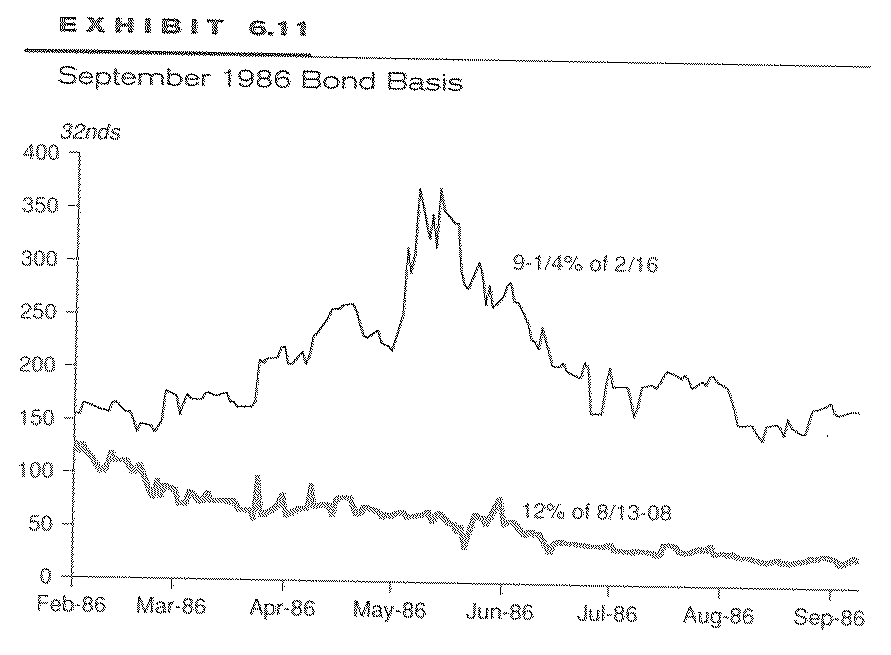 EXHIBIT 6.11
September 1986 Bond Basis
32nds
400
350
300
250
200
150
100
50
0
9-1/4% of 2/16
12% of 8/13-08
Feb-86 Mar-86 Apr-86 May-86 Jun-86 Jul-86 Aug-86 Sep-86